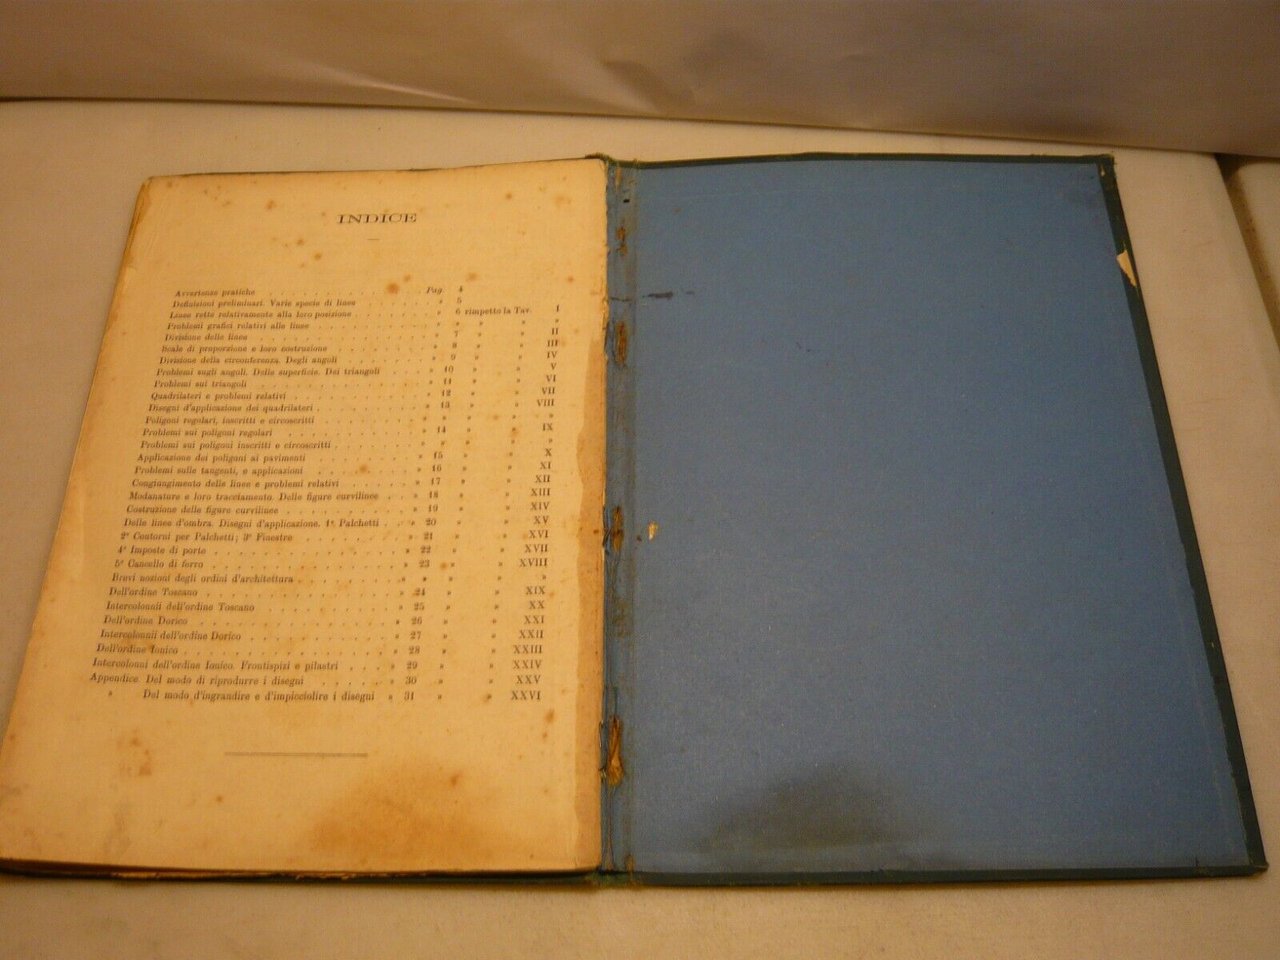 INDICE
Avvertenze pratiche . . . . . . . . . . . . . . . Pag. 4
Definizioni preliminari. Varie specie di linee . . . . . . . » 5
Linee rette relativamente alla loro posizione . . . . . . . » 6 rimpetto la Tav. I
Problemi grafici relativi alle linee . . . . . . . . . » » » » »
Divisione delle linee . . . . . . . . . . . . . . » 7 » » II
Scale di proporzione e loro costruzione . . . . . . . . » 8 » » III
Divisione della circonferenza. Degli angoli . . . . . . . » 9 » » IV
Problemi sugli angoli. Delle superficie. Dei triangoli . . . . » 10 » » V
Problemi sui triangoli . . . . . . . . . . . . . . » 11 » » VI
Quadrilateri e problemi relativi . . . . . . . . . . . » 12 » » VII
Disegni d'applicazione dei quadrilateri . . . . . . . . . » 13 » » VIII
Poligoni regolari, inscritti e circoscritti . . . . . . . . » » » » »
Problemi sui poligoni regolari . . . . . . . . . . . » 14 » » IX
Problemi sui poligoni inscritti e circoscritti . . . . . . . » » » » »
Applicazione dei poligoni ai pavimenti . . . . . . . . . » 15 » » X
Problemi sulle tangenti, e applicazioni . . . . . . . . . » 16 » » XI
Congiungimento delle linee e problemi relativi . . . . . . » 17 » » XII
Modanature e loro tracciamento. Delle figure curvilinee . . . » 18 » » XIII
Costruzione delle figure curvilinee . . . . . . . . . . » 19 » » XIV
Delle linee d'ombra. Disegni d'applicazione. 1º Palchetti . . . » 20 » » XV
2º Contorni per Palchetti; 3º Finestre . . . . . . . . . » 21 » » XVI
4º Imposte di porte . . . . . . . . . . . . . . . » 22 » » XVII
5º Cancello di ferro . . . . . . . . . . . . . . . » 23 » » XVIII
Brevi nozioni degli ordini d'architettura . . . . . . . . » » » » »
Dell'ordine Toscano . . . . . . . . . . . . . . . » 24 » » XIX
Intercolonnii dell'ordine Toscano . . . . . . . . . . . » 25 » » XX
Dell'ordine Dorico . . . . . . . . . . . . . . . » 26 » » XXI
Intercolonnii dell'ordine Dorico . . . . . . . . . . . » 27 » » XXII
Dell'ordine Ionico . . . . . . . . . . . . . . . » 28 » » XXIII
Intercolonni dell'ordine Ionico. Frontispizi e pilastri . . . . » 29 » » XXIV
Appendice. Del modo di riprodurre i disegni . . . . . . . » 30 » » XXV
» Del modo d'ingrandire e d'impicciolire i disegni » 31 » » XXVI